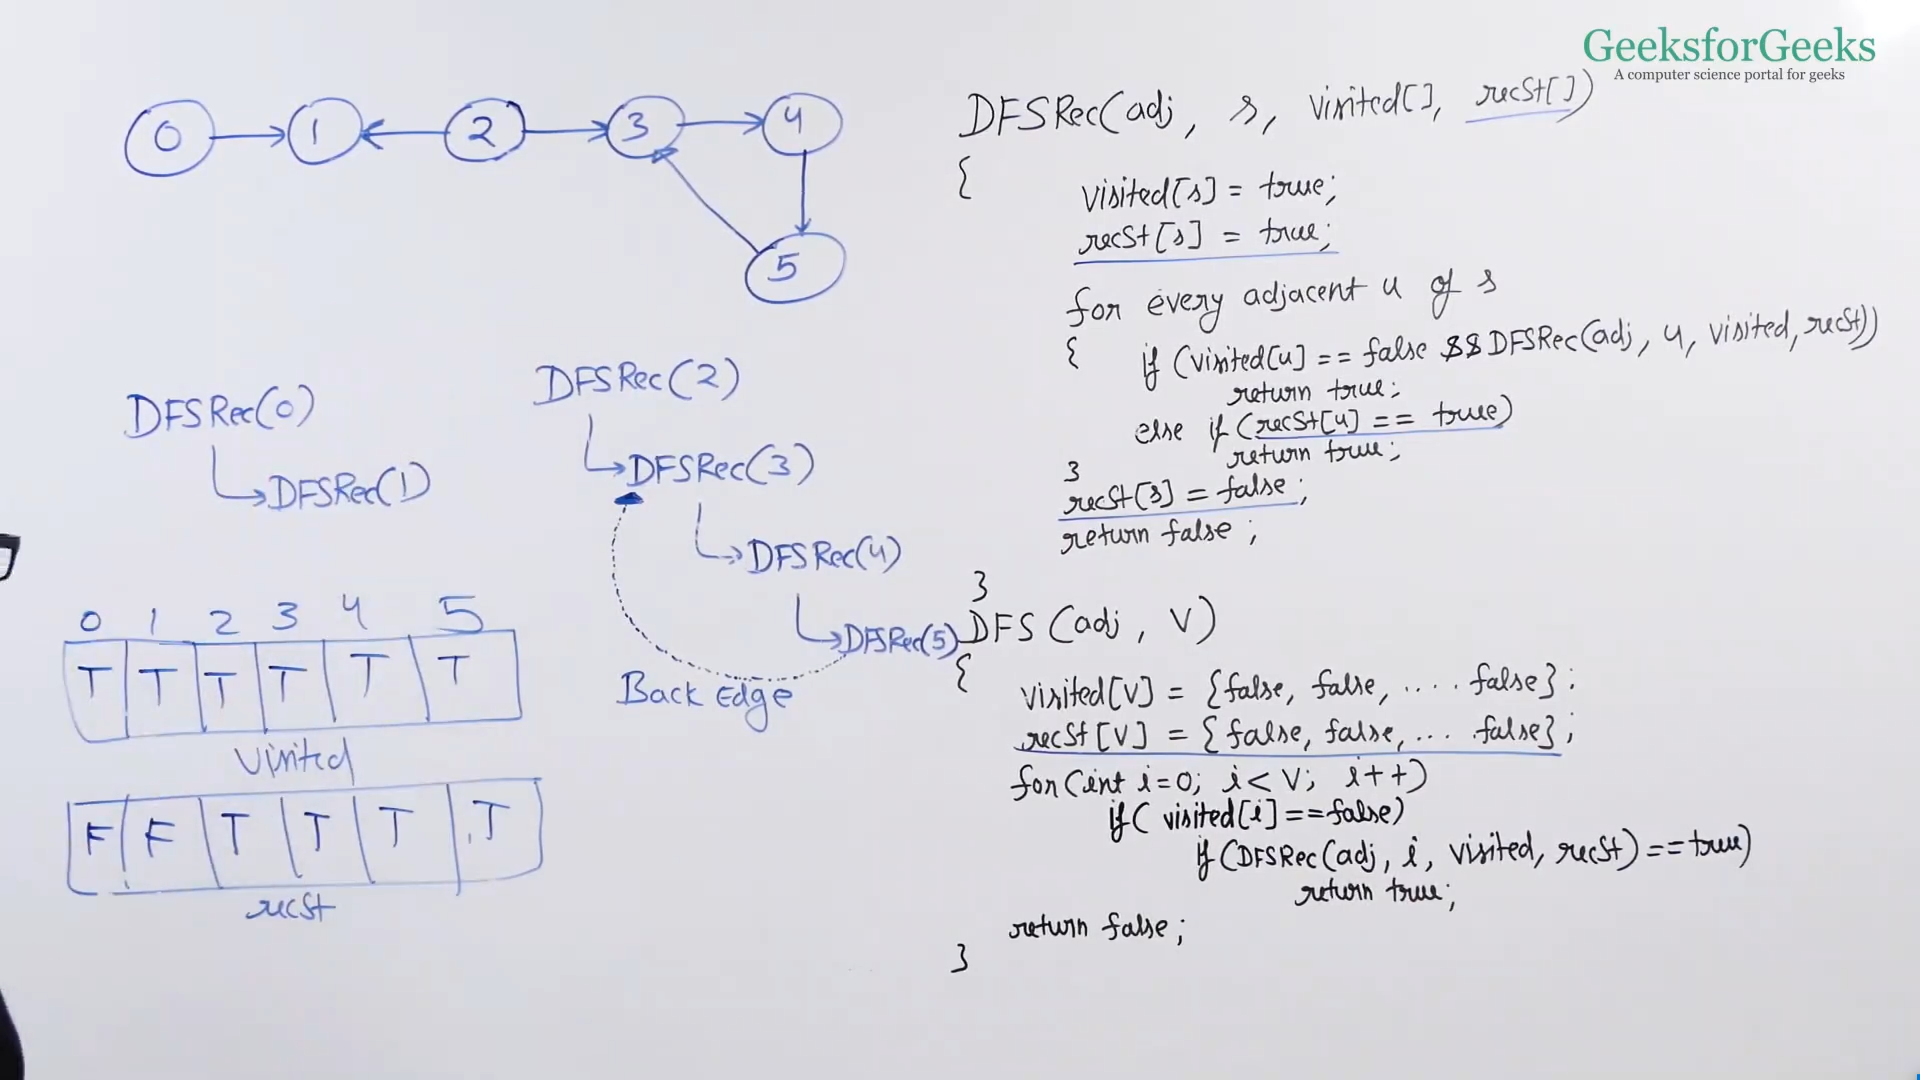 GeeksforGeeks
A computer science portal for geeks
0 1 2 3 4
5
DFSRec(0)
DFSRec(1)
DFSRec(2)
DFSRec(3)
DFSRec(4)
DFSRec(5)
Back Edge
0 1 2 3 4 5
T T T T T T
Visited
F F T T T T
recSt
DFSRec(adj, s, visited[], recSt[])
{
visited[s] = true;
recSt[s] = true;
for every adjacent u of s
{ if (visited[u] == false && DFSRec(adj, u, visited, recSt))
return true;
else if (recSt[u] == true)
return true;
}
recSt[s] = false;
return false;
}
DFS(adj, V)
{
visited[V] = {false, false, .... false};
recSt[V] = {false, false, ... false};
for(int i=0; i<V; i++)
if( visited[i]==false)
if(DFSRec(adj, i, visited, recSt)==true)
return true;
return false;
}